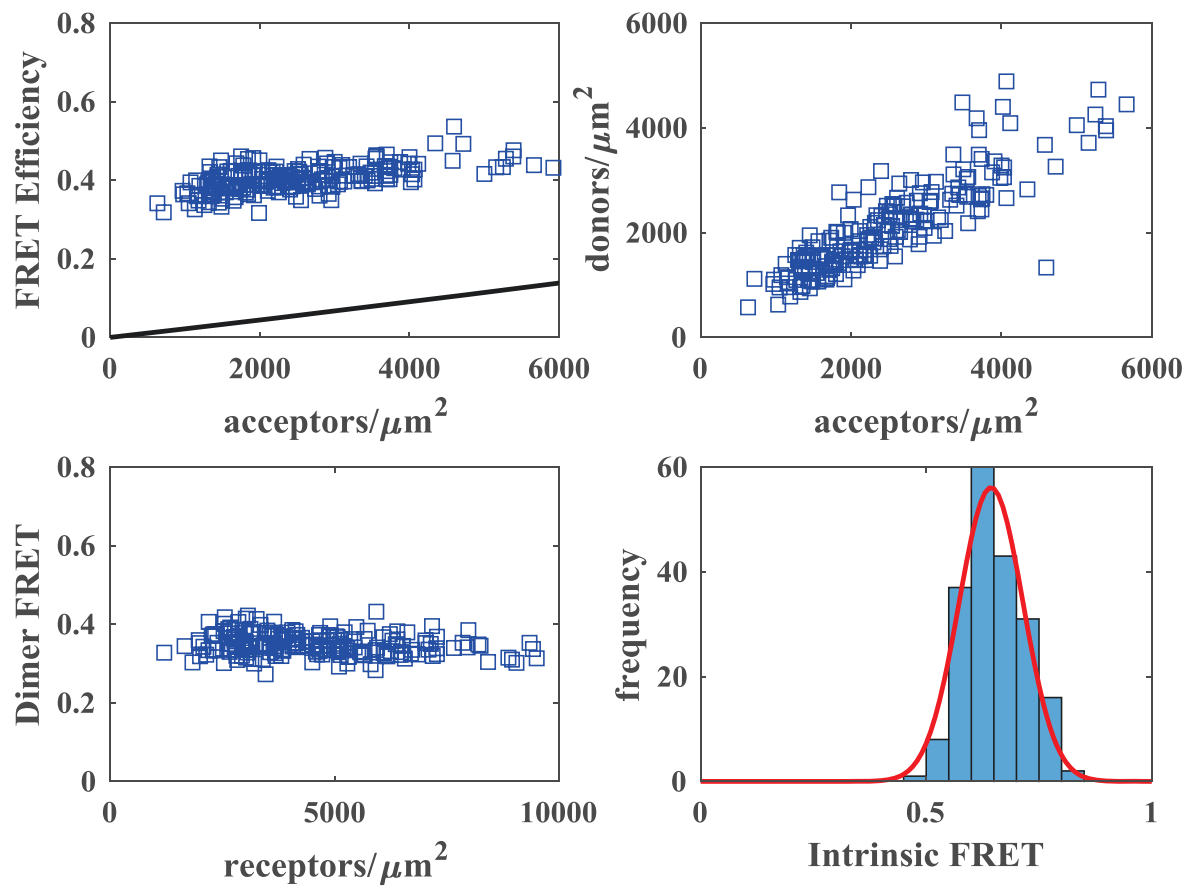 0.8
0.6
0.4
0.2
0
0 2000 4000 6000
FRET Efficiency
acceptors/μm²
6000
4000
2000
0
0 2000 4000 6000
donors/μm²
acceptors/μm²
0.8
0.6
0.4
0.2
0
0 5000 10000
Dimer FRET
receptors/μm²
60
40
20
0
0 0.5 1
frequency
Intrinsic FRET